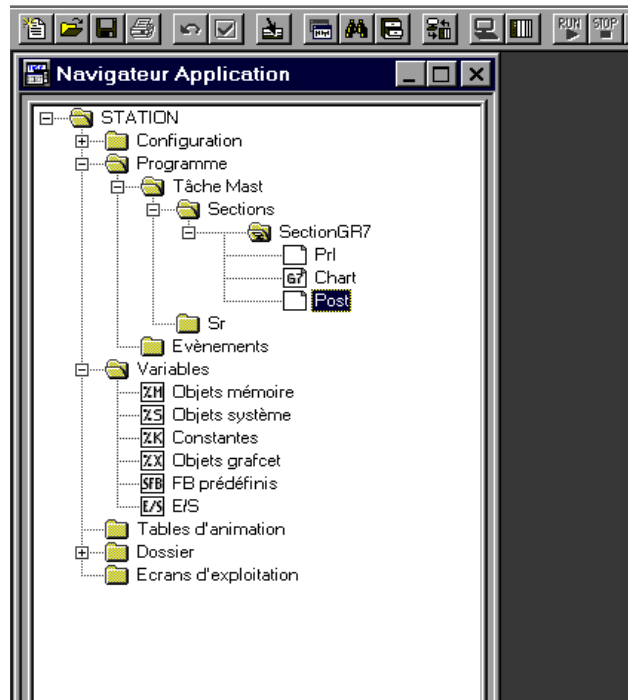 RUN STOP
Navigateur Application
STATION
Configuration
Programme
Tâche Mast
Sections
SectionGR7
Prl
G7 Chart
Post
Sr
Evènements
Variables
%M Objets mémoire
%S Objets système
%K Constantes
%X Objets grafcet
SFB FB prédéfinis
E/S E/S
Tables d'animation
Dossier
Ecrans d'exploitation